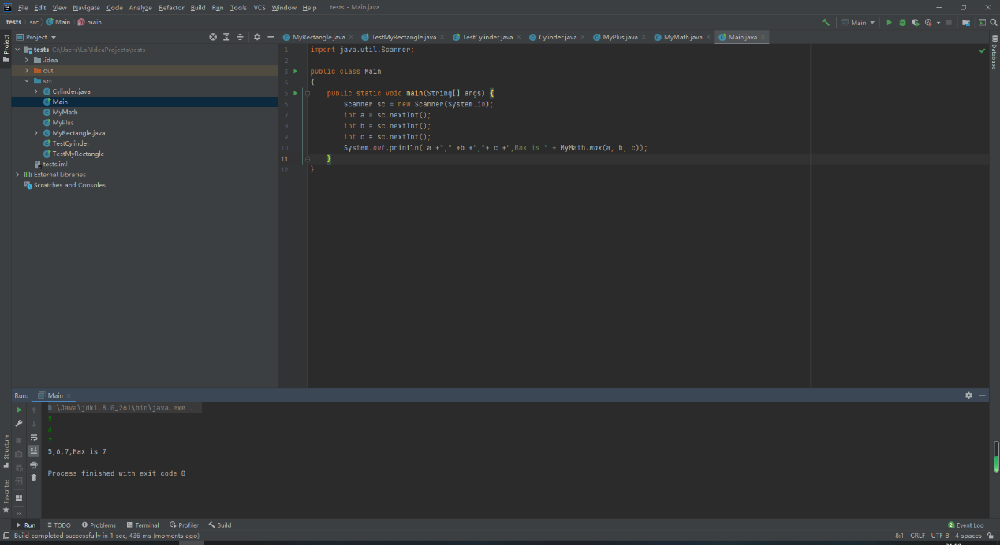 File Edit View Navigate Code Analyze Refactor Build Run Tools VCS Window Help tests - Main.java
tests src Main main
Main
Project
MyRectangle.java TestMyRectangle.java TestCylinder.java Cylinder.java MyPlus.java MyMath.java Main.java
Project
Database
tests C:\Users\Lai\IdeaProjects\tests
.idea
out
src
Cylinder.java
Main
MyMath
MyPlus
MyRectangle.java
TestCylinder
TestMyRectangle
tests.iml
External Libraries
Scratches and Consoles
1 import java.util.Scanner;
2
3 public class Main
4 {
5 public static void main(String[] args) {
6 Scanner sc = new Scanner(System.in);
7 int a = sc.nextInt();
8 int b = sc.nextInt();
9 int c = sc.nextInt();
10 System.out.println( a +"," +b +","+ c +",Max is " + MyMath.max(a, b, c));
11 }
12 }
Run: Main
D:\Java\jdk1.8.0_261\bin\java.exe ...
5
6
7
5,6,7,Max is 7
Process finished with exit code 0
Structure
Favorites
Run TODO Problems Terminal Profiler Build
2 Event Log
Build completed successfully in 1 sec, 436 ms (moments ago)
8:1 CRLF UTF-8 4 spaces